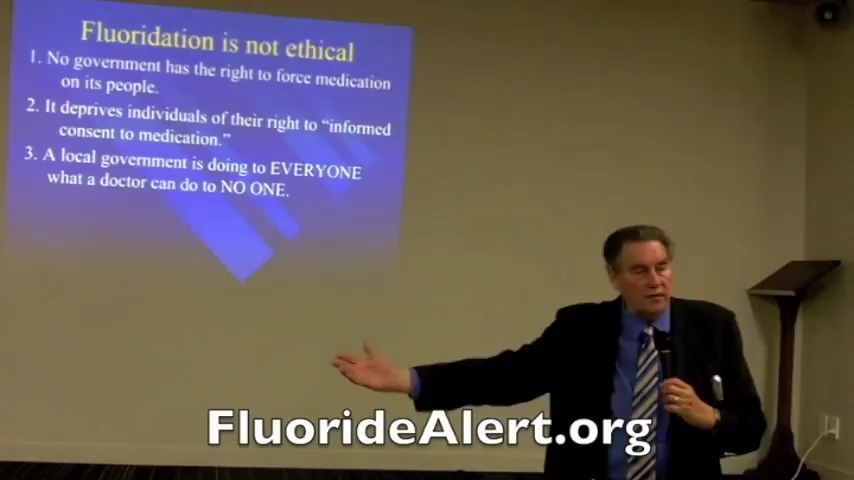 Fluoridation is not ethical
1. No government has the right to force medication
on its people.
2. It deprives individuals of their right to “informed
consent to medication.”
3. A local government is doing to EVERYONE
what a doctor can do to NO ONE.
FluorideAlert.org